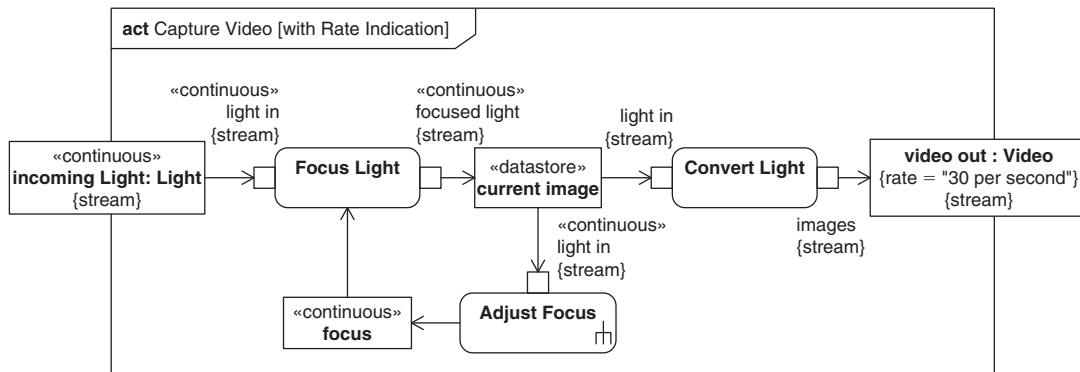 act Capture Video [with Rate Indication]
«continuous»
light in
{stream}
«continuous»
focused light
{stream}
light in
{stream}
«continuous»
incoming Light: Light
{stream}
Focus Light
«datastore»
current image
Convert Light
video out : Video
{rate = "30 per second"}
{stream}
«continuous»
light in
{stream}
images
{stream}
«continuous»
focus
Adjust Focus